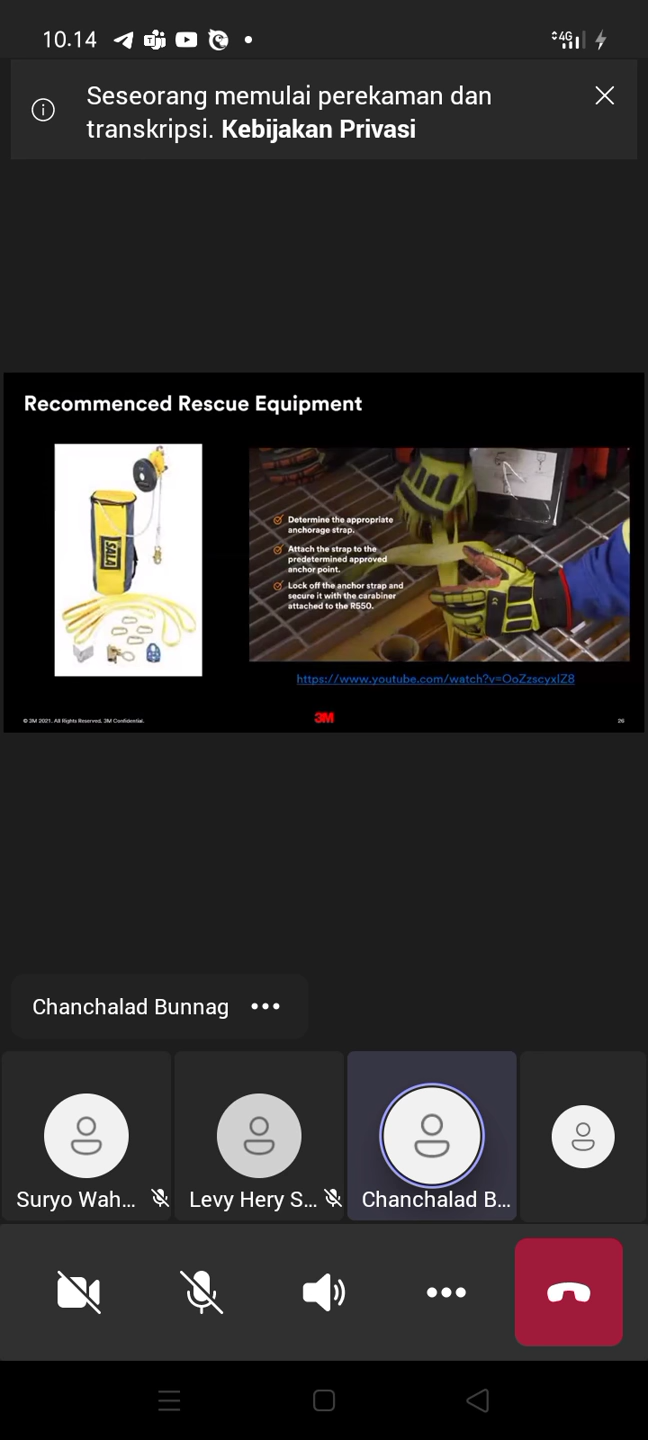 10.14
4G
Seseorang memulai perekaman dan
transkripsi. Kebijakan Privasi
Recommenced Rescue Equipment
SALA
Determine the appropriate
anchorage strap.
Attach the strap to the
predetermined approved
anchor point.
Lock off the anchor strap and
secure it with the carabiner
attached to the R550.
https://www.youtube.com/watch?v=OoZzscyxIZ8
© 3M 2021. All Rights Reserved. 3M Confidential.
3M
26
Chanchalad Bunnag
Suryo Wah...
Levy Hery S...
Chanchalad B...